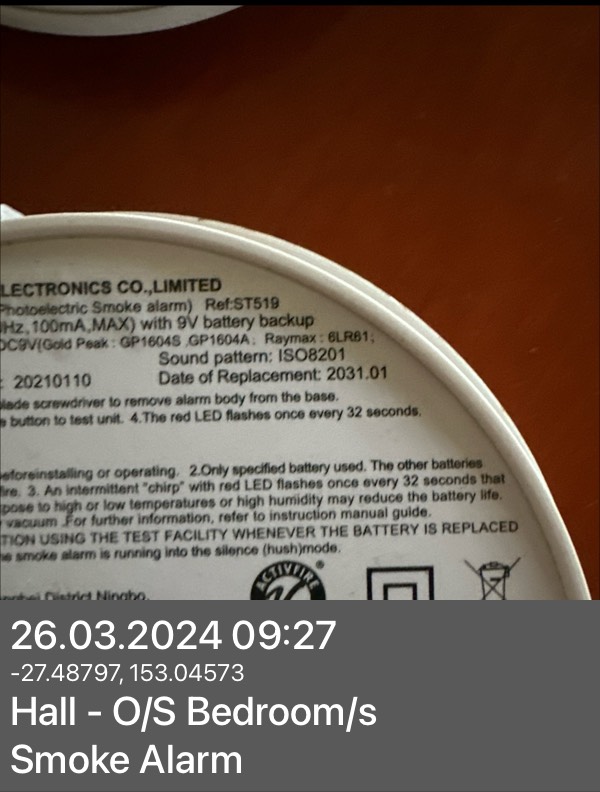 LECTRONICS CO.,LIMITED
Photoelectric Smoke alarm) Ref:ST519
Hz,100mA,MAX) with 9V battery backup
DC9V(Gold Peak : GP1604S ,GP1604A; Raymax : 6LR61;
Sound pattern: ISO8201
: 20210110 Date of Replacement: 2031.01
blade screwdriver to remove alarm body from the base.
button to test unit. 4.The red LED flashes once every 32 seconds.
beforeinstalling or operating. 2.Only specified battery used. The other batteries
fire. 3. An intermittent "chirp" with red LED flashes once every 32 seconds that
pose to high or low temperatures or high humidity may reduce the battery life.
vacuum .For further information, refer to instruction manual guide.
TION USING THE TEST FACILITY WHENEVER THE BATTERY IS REPLACED
smoke alarm is running into the silence (hush)mode.
District Ningbo,
ACTIVFIRE ®
26.03.2024 09:27
-27.48797, 153.04573
Hall - O/S Bedroom/s
Smoke Alarm